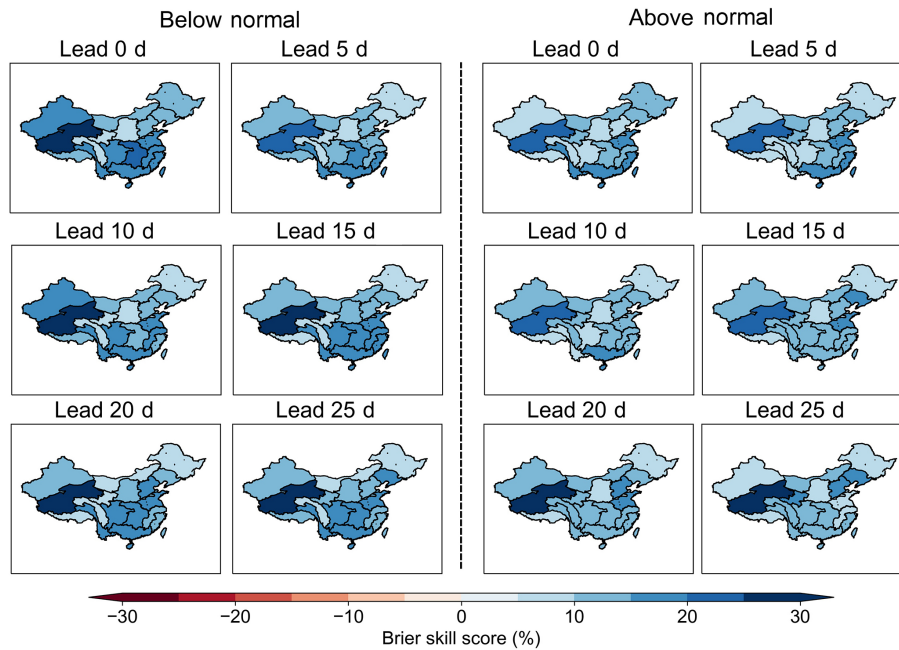 Below normal
Above normal
Lead 0 d
Lead 5 d
Lead 0 d
Lead 5 d
Lead 10 d
Lead 15 d
Lead 10 d
Lead 15 d
Lead 20 d
Lead 25 d
Lead 20 d
Lead 25 d
−30 −20 −10 0 10 20 30
Brier skill score (%)